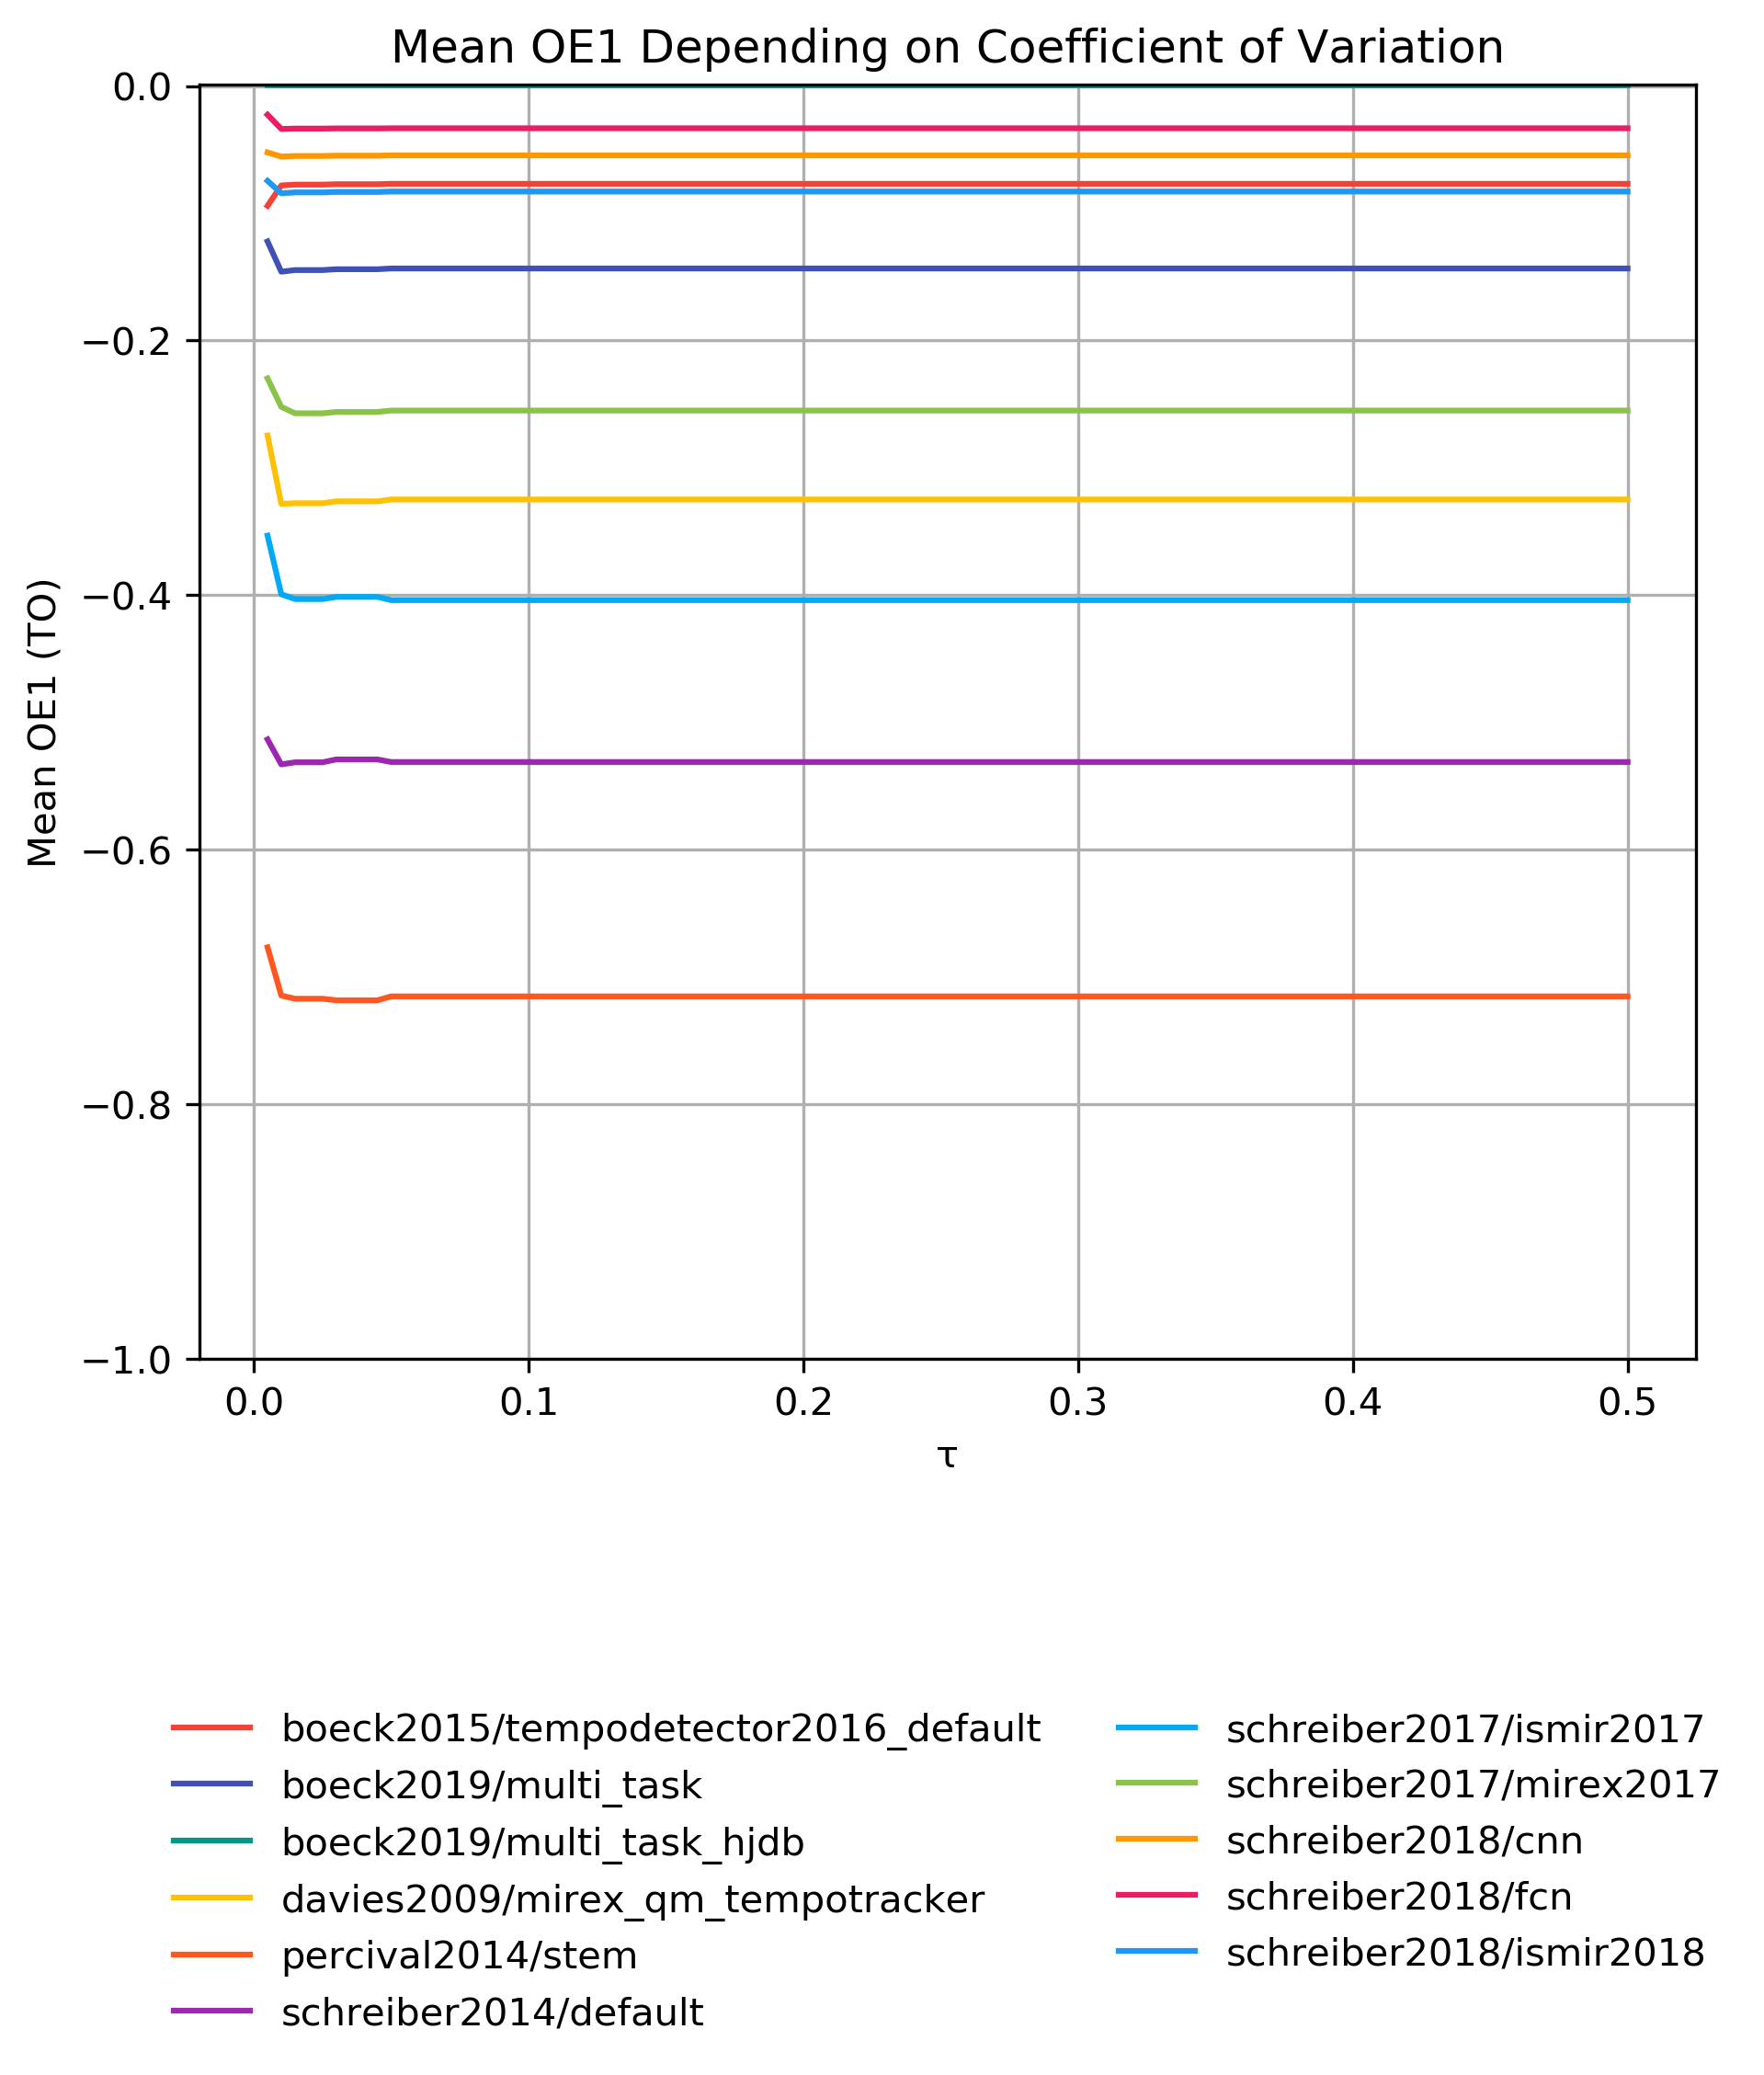 Mean OE1 Depending on Coefficient of Variation
0.0
−0.2
−0.4
−0.6
−0.8
−1.0
Mean OE1 (TO)
0.0 0.1 0.2 0.3 0.4 0.5
τ
boeck2015/tempodetector2016_default
boeck2019/multi_task
boeck2019/multi_task_hjdb
davies2009/mirex_qm_tempotracker
percival2014/stem
schreiber2014/default
schreiber2017/ismir2017
schreiber2017/mirex2017
schreiber2018/cnn
schreiber2018/fcn
schreiber2018/ismir2018